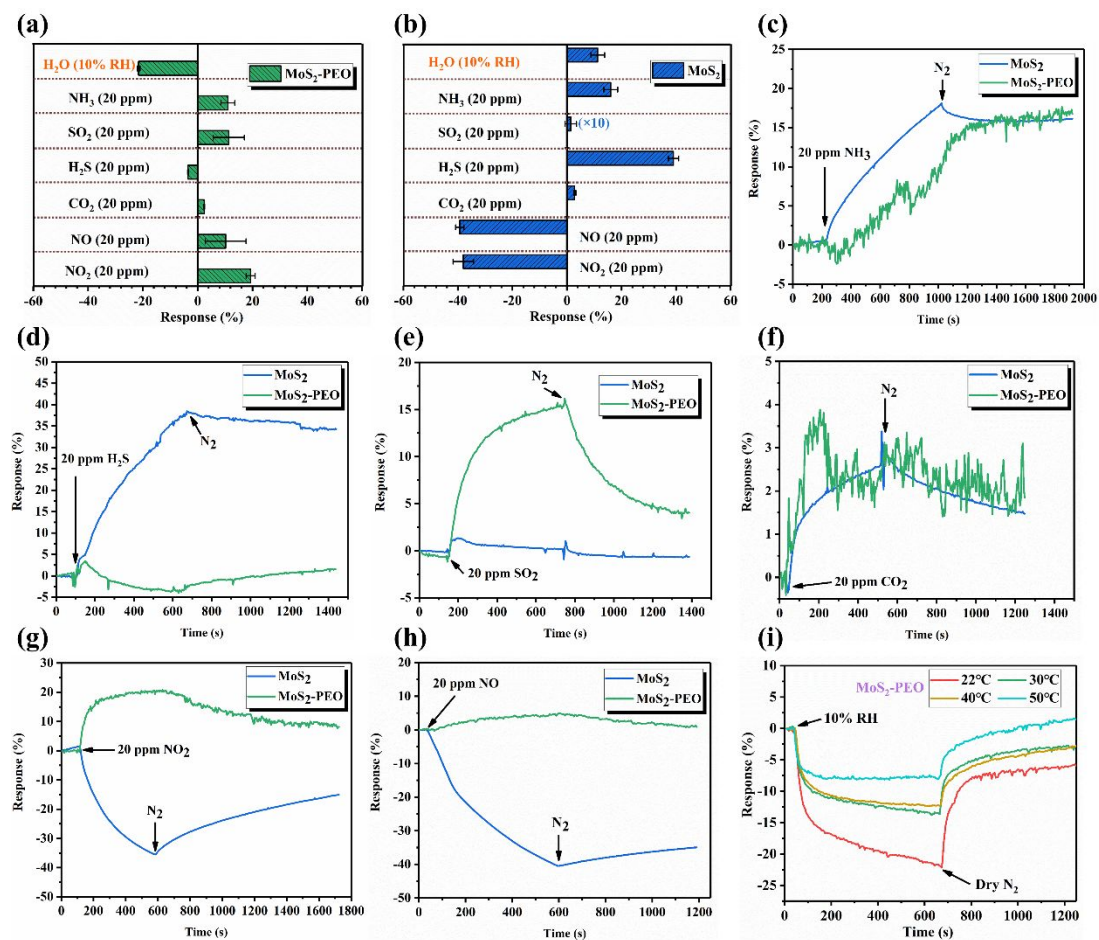 (a)
H₂O (10% RH)
MoS₂-PEO
NH₃ (20 ppm)
SO₂ (20 ppm)
H₂S (20 ppm)
CO₂ (20 ppm)
NO (20 ppm)
NO₂ (20 ppm)
-60 -40 -20 0 20 40 60
Response (%)
(b)
H₂O (10% RH)
MoS₂
NH₃ (20 ppm)
SO₂ (20 ppm)
(×10)
H₂S (20 ppm)
CO₂ (20 ppm)
NO (20 ppm)
NO₂ (20 ppm)
-60 -40 -20 0 20 40 60
Response (%)
(c)
25
20
15
10
5
0
-5
Response (%)
N₂
MoS₂
MoS₂-PEO
20 ppm NH₃
0 200 400 600 800 1000 1200 1400 1600 1800 2000
Time (s)
(d)
50
45
40
35
30
25
20
15
10
5
0
-5
-10
Response (%)
MoS₂
MoS₂-PEO
N₂
20 ppm H₂S
0 200 400 600 800 1000 1200 1400
Time (s)
(e)
20
15
10
5
0
-5
Response (%)
N₂
MoS₂
MoS₂-PEO
20 ppm SO₂
0 200 400 600 800 1000 1200 1400
Time (s)
(f)
5
4
3
2
1
0
Response (%)
N₂
MoS₂
MoS₂-PEO
20 ppm CO₂
0 200 400 600 800 1000 1200 1400
Time (s)
(g)
30
20
10
0
-10
-20
-30
-40
-50
Response (%)
MoS₂
MoS₂-PEO
20 ppm NO₂
N₂
0 200 400 600 800 1000 1200 1400 1600 1800
Time (s)
(h)
20
10
0
-10
-20
-30
-40
-50
Response (%)
20 ppm NO
MoS₂
MoS₂-PEO
N₂
0 200 400 600 800 1000 1200
Time (s)
(i)
5
0
-5
-10
-15
-20
-25
Response (%)
MoS₂-PEO
22°C 30°C
40°C 50°C
10% RH
Dry N₂
0 200 400 600 800 1000 1200
Time (s)